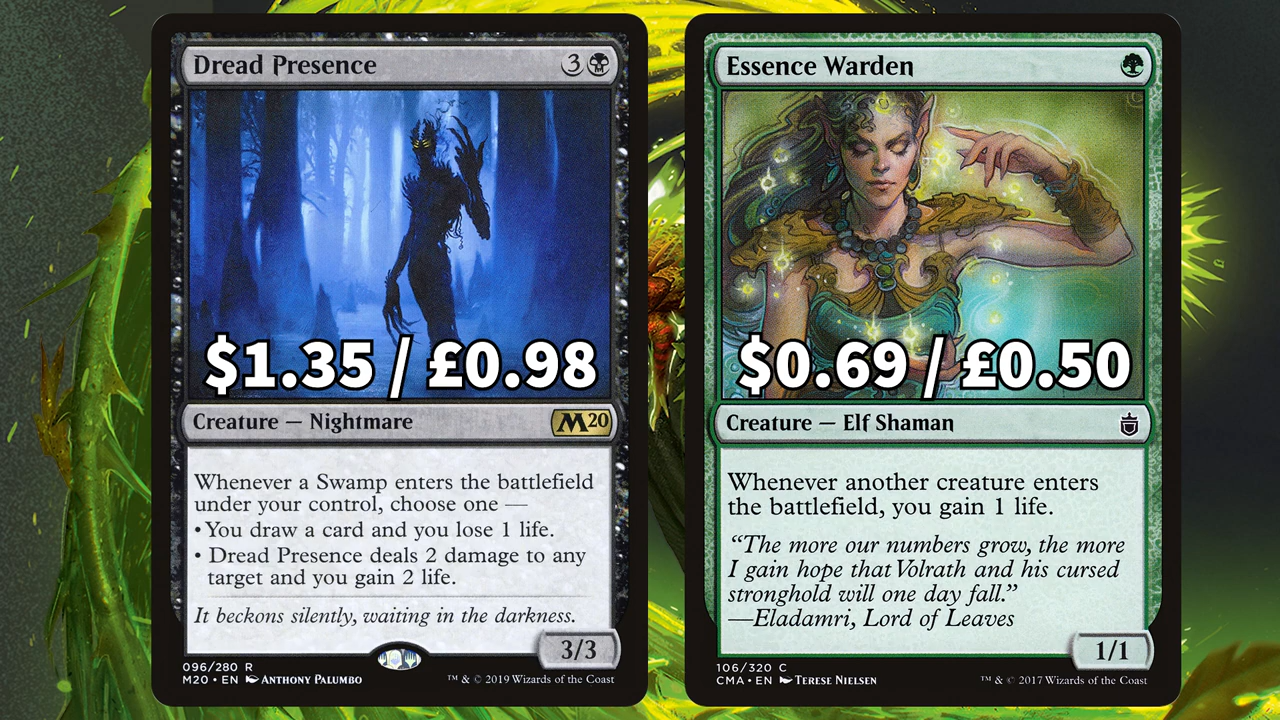 Dread Presence 3
$1.35 / £0.98
Creature — Nightmare M20
Whenever a Swamp enters the battlefield
under your control, choose one —
• You draw a card and you lose 1 life.
• Dread Presence deals 2 damage to any
target and you gain 2 life.
It beckons silently, waiting in the darkness.
3/3
096/280 R
M20 • EN Anthony Palumbo
™ & © 2019 Wizards of the Coast
Essence Warden
$0.69 / £0.50
Creature — Elf Shaman
Whenever another creature enters
the battlefield, you gain 1 life.
“The more our numbers grow, the more
I gain hope that Volrath and his cursed
stronghold will one day fall.”
—Eladamri, Lord of Leaves
1/1
106/320 C
CMA • EN Terese Nielsen
™ & © 2017 Wizards of the Coast